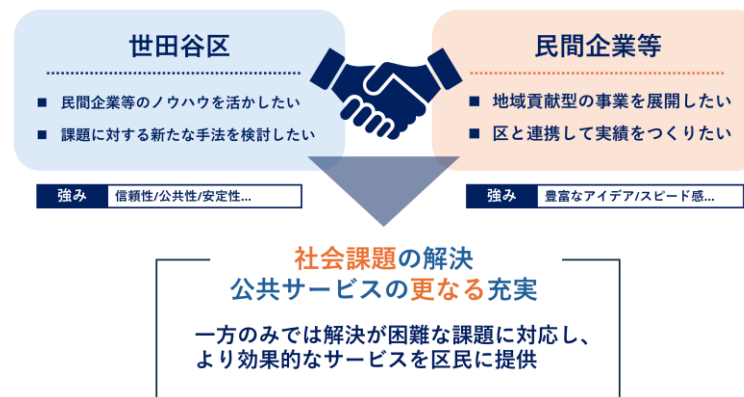 世田谷区
■ 民間企業等のノウハウを活かしたい
■ 課題に対する新たな手法を検討したい
強み 信頼性/公共性/安定性...
民間企業等
■ 地域貢献型の事業を展開したい
■ 区と連携して実績をつくりたい
強み 豊富なアイデア/スピード感...
社会課題の解決
公共サービスの更なる充実
一方のみでは解決が困難な課題に対応し、
より効果的なサービスを区民に提供